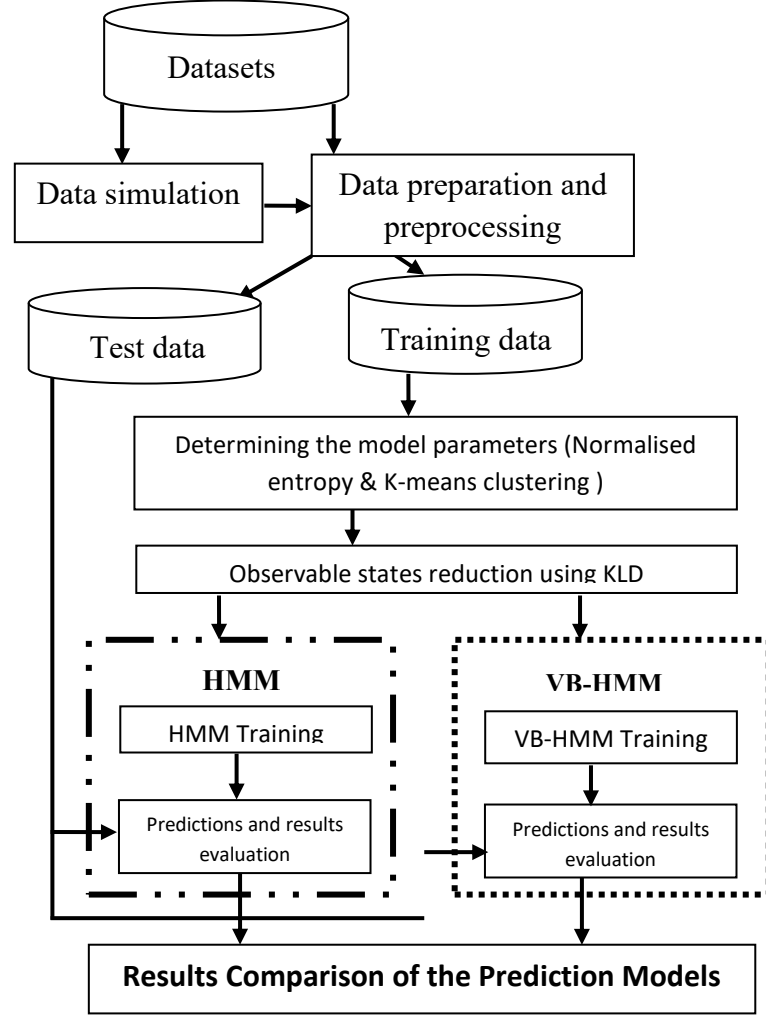 Datasets
Data simulation
Data preparation and
preprocessing
Test data
Training data
Determining the model parameters (Normalised
entropy & K-means clustering )
Observable states reduction using KLD
HMM
HMM Training
Predictions and results
evaluation
VB-HMM
VB-HMM Training
Predictions and results
evaluation
Results Comparison of the Prediction Models